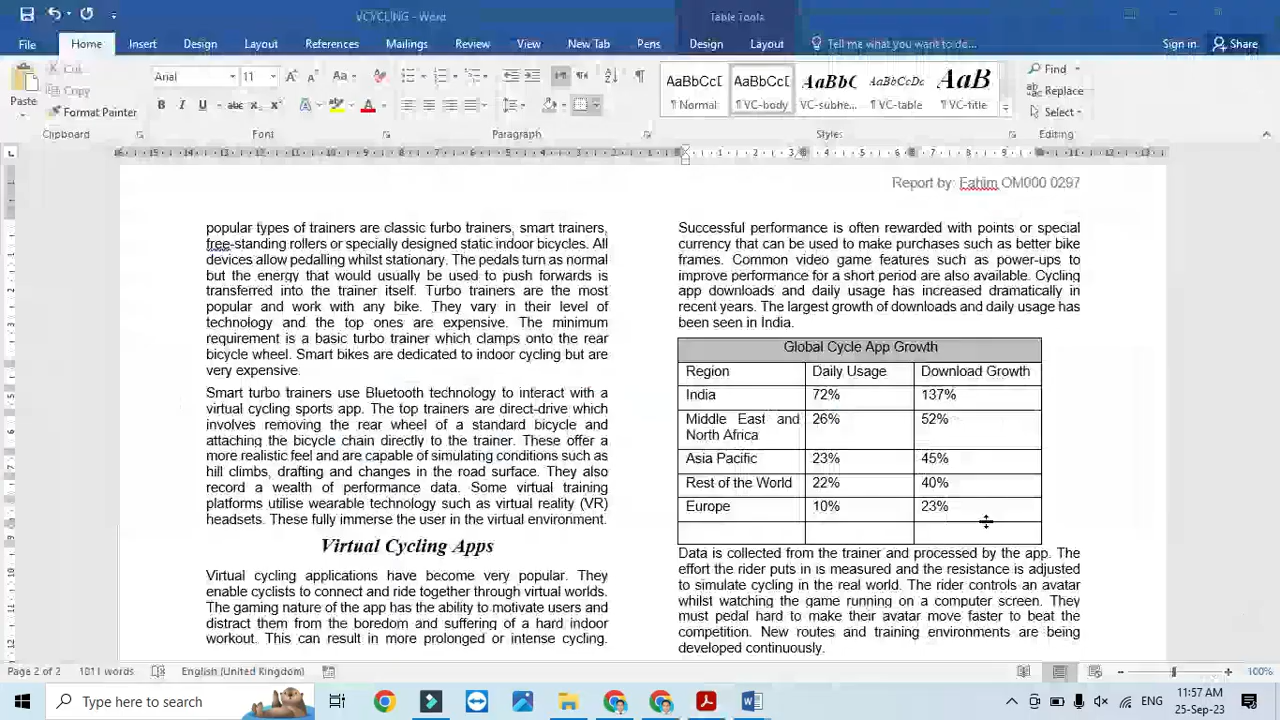 VCYCLING - Word
Table Tools
File
Home
Insert
Design
Layout
References
Mailings
Review
View
New Tab
Pens
Design
Layout
Tell me what you want to do...
Sign in
Share
Paste
Cut
Copy
Format Painter
Clipboard
Arial
11
Font
Paragraph
AaBbCcD
¶ Normal
AaBbCcD
¶ VC-body
¶ VC-subhe...
AaBbCcDd
¶ VC-table
AaB
¶ VC-title
Styles
Find
Replace
Select
Editing
Report by: Fahim OM000 0297
popular types of trainers are classic turbo trainers, smart trainers,
free-standing rollers or specially designed static indoor bicycles. All
devices allow pedalling whilst stationary. The pedals turn as normal
but the energy that would usually be used to push forwards is
transferred into the trainer itself. Turbo trainers are the most
popular and work with any bike. They vary in their level of
technology and the top ones are expensive. The minimum
requirement is a basic turbo trainer which clamps onto the rear
bicycle wheel. Smart bikes are dedicated to indoor cycling but are
very expensive.
Smart turbo trainers use Bluetooth technology to interact with a
virtual cycling sports app. The top trainers are direct-drive which
involves removing the rear wheel of a standard bicycle and
attaching the bicycle chain directly to the trainer. These offer a
more realistic feel and are capable of simulating conditions such as
hill climbs, drafting and changes in the road surface. They also
record a wealth of performance data. Some virtual training
platforms utilise wearable technology such as virtual reality (VR)
headsets. These fully immerse the user in the virtual environment.
Virtual Cycling Apps
Virtual cycling applications have become very popular. They
enable cyclists to connect and ride together through virtual worlds.
The gaming nature of the app has the ability to motivate users and
distract them from the boredom and suffering of a hard indoor
workout. This can result in more prolonged or intense cycling.
Successful performance is often rewarded with points or special
currency that can be used to make purchases such as better bike
frames. Common video game features such as power-ups to
improve performance for a short period are also available. Cycling
app downloads and daily usage has increased dramatically in
recent years. The largest growth of downloads and daily usage has
been seen in India.
Global Cycle App Growth
Region Daily Usage Download Growth
India 72% 137%
Middle East and
North Africa 26% 52%
Asia Pacific 23% 45%
Rest of the World 22% 40%
Europe 10% 23%
Data is collected from the trainer and processed by the app. The
effort the rider puts in is measured and the resistance is adjusted
to simulate cycling in the real world. The rider controls an avatar
whilst watching the game running on a computer screen. They
must pedal hard to make their avatar move faster to beat the
competition. New routes and training environments are being
developed continuously.
Page 2 of 2
1011 words
English (United Kingdom)
100%
Type here to search
ENG
11:57 AM
25-Sep-23